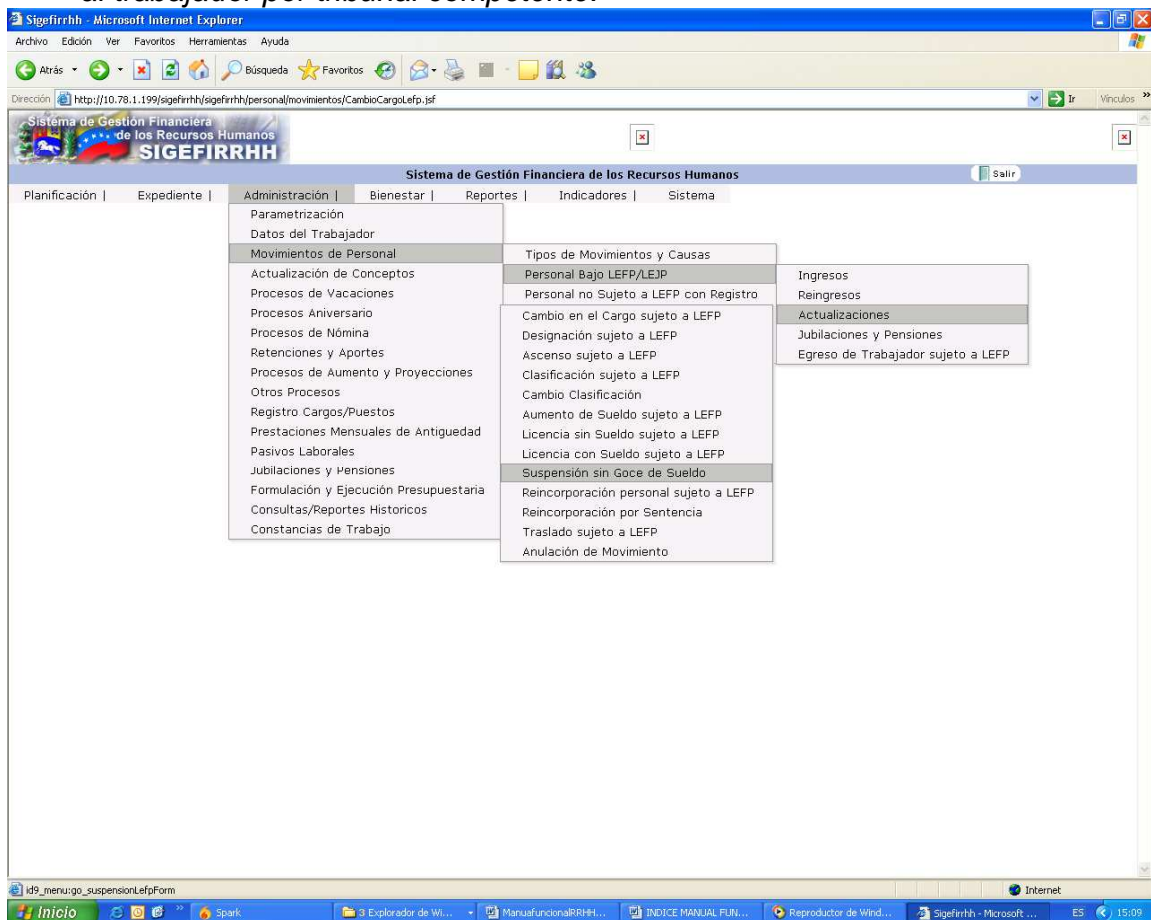 al trabajador por tribunal competente.
Sigefirrhh - Microsoft Internet Explorer
Archivo Edición Ver Favoritos Herramientas Ayuda
Atrás Búsqueda Favoritos
Dirección http://10.78.1.199/sigefirrhh/sigefirrhh/personal/movimientos/CambioCargoLefp.jsf Ir Vínculos »
Sistema de Gestión Financiera
de los Recursos Humanos
SIGEFIRRHH
Sistema de Gestión Financiera de los Recursos Humanos Salir
Planificación | Expediente | Administración | Bienestar | Reportes | Indicadores | Sistema
Parametrización
Datos del Trabajador
Movimientos de Personal
Actualización de Conceptos
Procesos de Vacaciones
Procesos Aniversario
Procesos de Nómina
Retenciones y Aportes
Procesos de Aumento y Proyecciones
Otros Procesos
Registro Cargos/Puestos
Prestaciones Mensuales de Antiguedad
Pasivos Laborales
Jubilaciones y Pensiones
Formulación y Ejecución Presupuestaria
Consultas/Reportes Historicos
Constancias de Trabajo
Tipos de Movimientos y Causas
Personal Bajo LEFP/LEJP
Personal no Sujeto a LEFP con Registro
Cambio en el Cargo sujeto a LEFP
Designación sujeto a LEFP
Ascenso sujeto a LEFP
Clasificación sujeto a LEFP
Cambio Clasificación
Aumento de Sueldo sujeto a LEFP
Licencia sin Sueldo sujeto a LEFP
Licencia con Sueldo sujeto a LEFP
Suspensión sin Goce de Sueldo
Reincorporación personal sujeto a LEFP
Reincorporación por Sentencia
Traslado sujeto a LEFP
Anulación de Movimiento
Ingresos
Reingresos
Actualizaciones
Jubilaciones y Pensiones
Egreso de Trabajador sujeto a LEFP
id9_menu:go_suspensionLefpForm Internet
Inicio » Spark 3 Explorador de Wi... ManuafuncionalRRHH... INDICE MANUAL FUN... Reproductor de Wind... Sigefirrhh - Microsoft ... ES 15:09